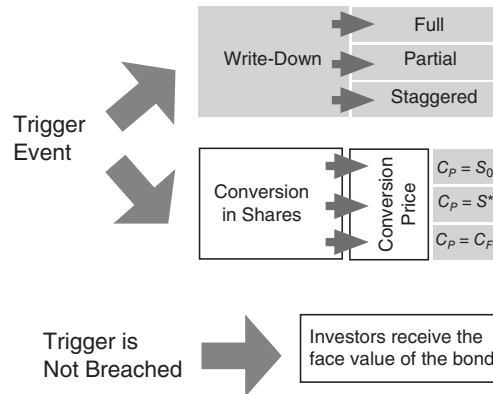 Trigger
Event
Write-Down
Full
Partial
Staggered
Conversion
in Shares
Conversion
Price
C_P = S_0
C_P = S*
C_P = C_F
Trigger is
Not Breached
Investors receive the
face value of the bond